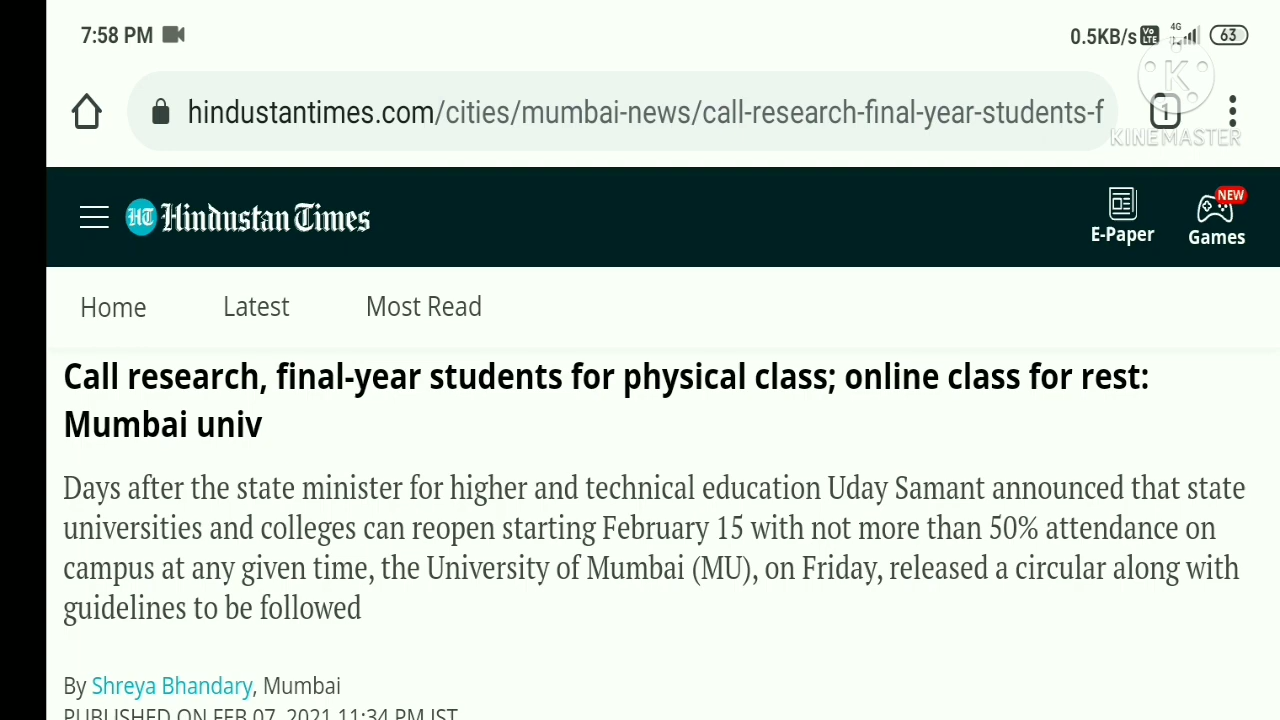 7:58 PM
0.5KB/s Vo LTE 4G 63
hindustantimes.com/cities/mumbai-news/call-research-final-year-students-f
1
K
KINEMASTER
HT Hindustan Times
NEW
E-Paper
Games
Home Latest Most Read
Call research, final-year students for physical class; online class for rest:
Mumbai univ
Days after the state minister for higher and technical education Uday Samant announced that state
universities and colleges can reopen starting February 15 with not more than 50% attendance on
campus at any given time, the University of Mumbai (MU), on Friday, released a circular along with
guidelines to be followed
By Shreya Bhandary, Mumbai
PUBLISHED ON FEB 07, 2021 11:34 PM IST